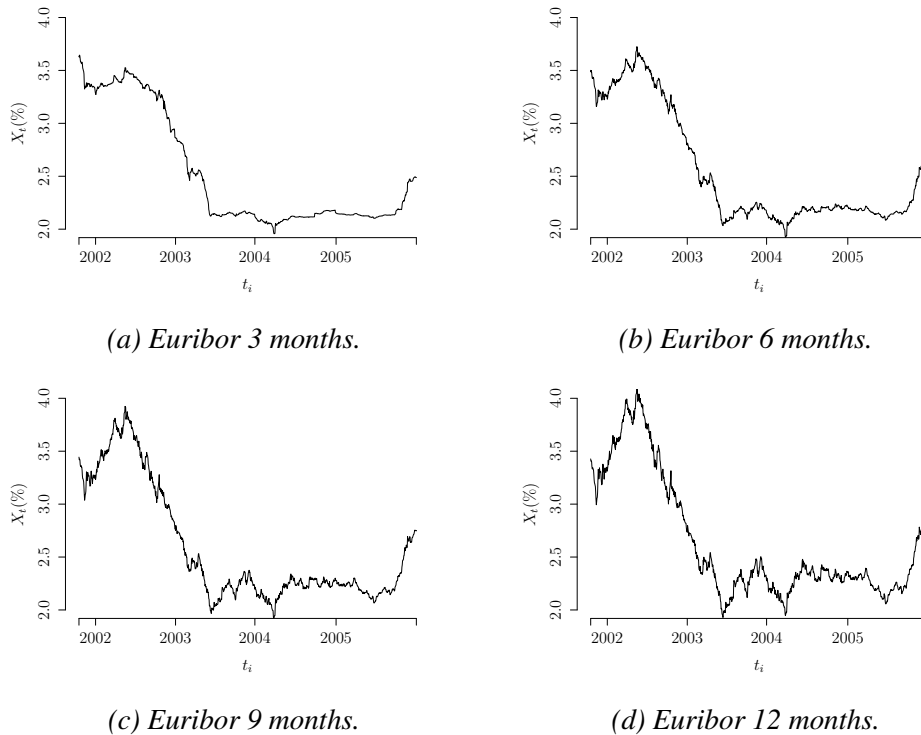 4.0
3.5
3.0
2.5
2.0
X_t(%)
2002 2003 2004 2005
t_i
(a) Euribor 3 months.
4.0
3.5
3.0
2.5
2.0
X_t(%)
2002 2003 2004 2005
t_i
(b) Euribor 6 months.
4.0
3.5
3.0
2.5
2.0
X_t(%)
2002 2003 2004 2005
t_i
(c) Euribor 9 months.
4.0
3.5
3.0
2.5
2.0
X_t(%)
2002 2003 2004 2005
t_i
(d) Euribor 12 months.